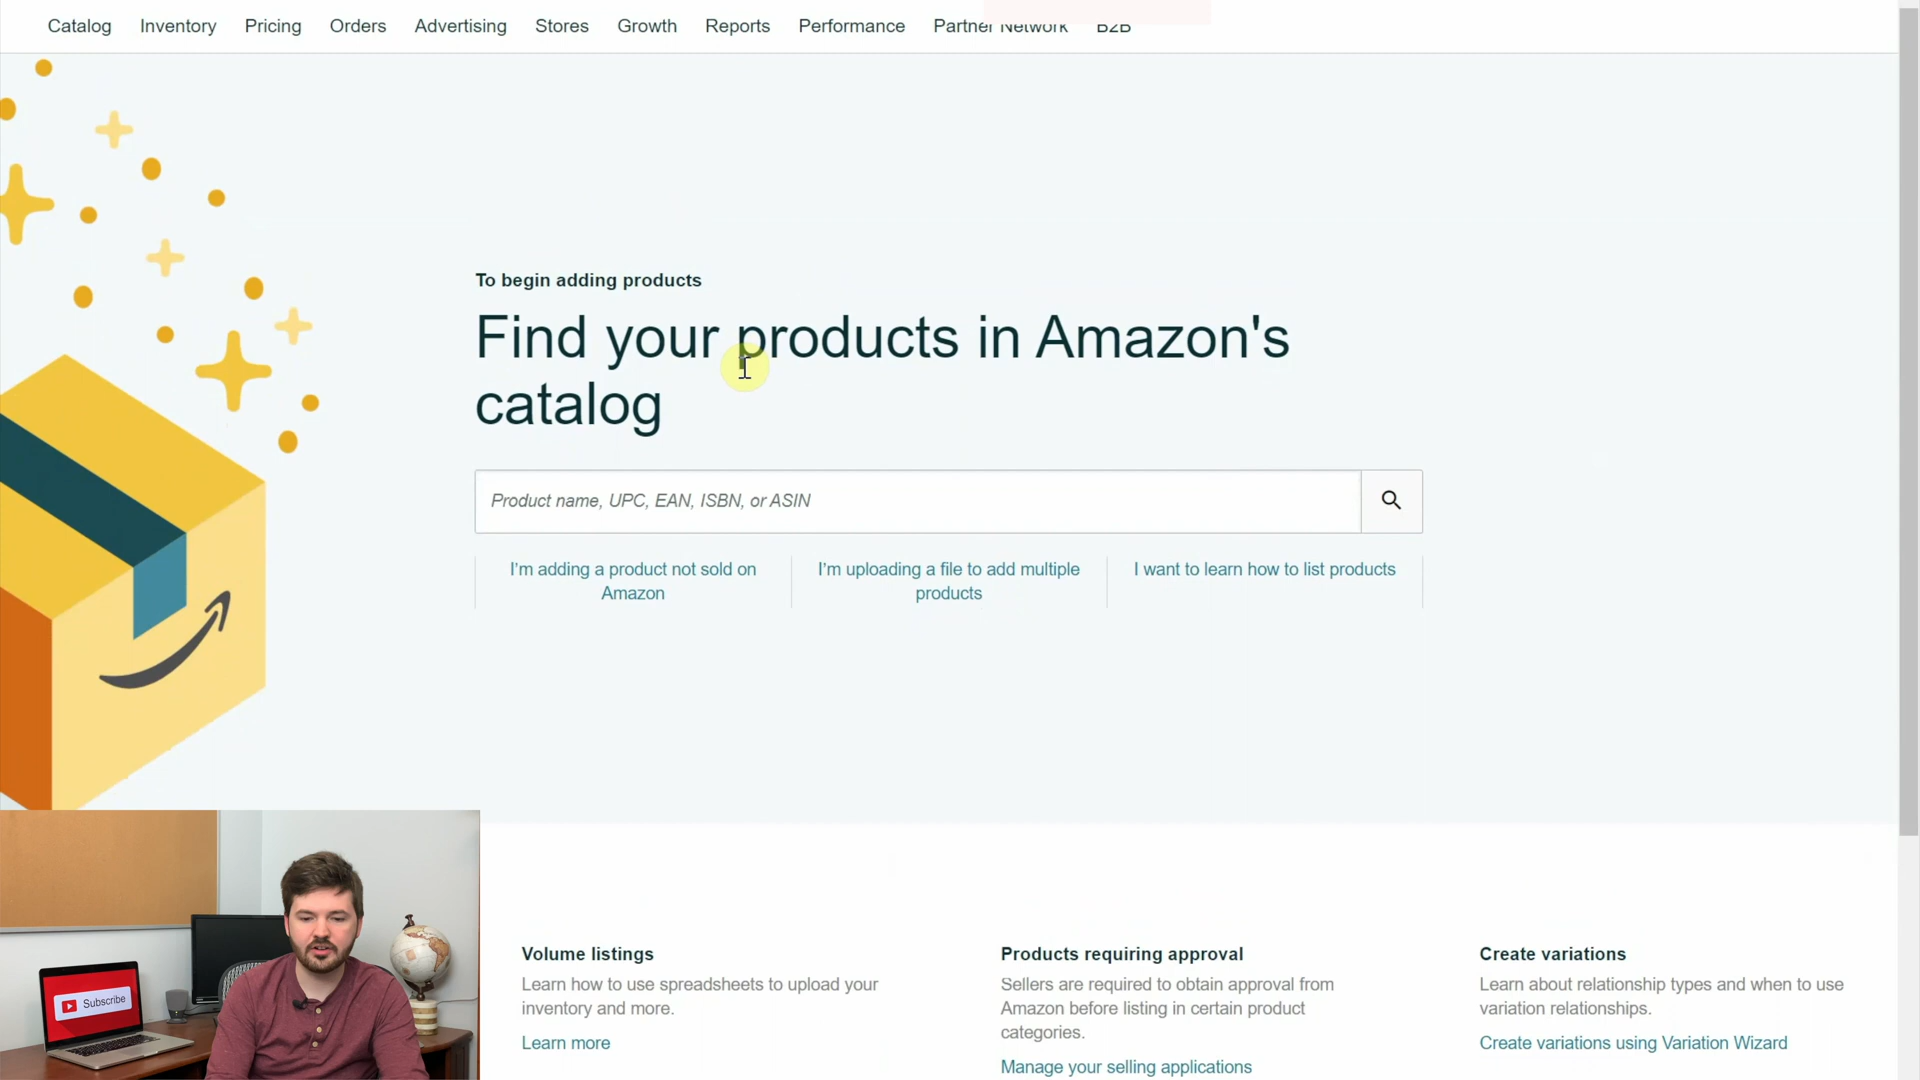 Catalog Inventory Pricing Orders Advertising Stores Growth Reports Performance Partner Network B2B
To begin adding products
Find your products in Amazon's
catalog
Product name, UPC, EAN, ISBN, or ASIN
I'm adding a product not sold on
Amazon
I'm uploading a file to add multiple
products
I want to learn how to list products
Subscribe
Volume listings
Learn how to use spreadsheets to upload your
inventory and more.
Learn more
Products requiring approval
Sellers are required to obtain approval from
Amazon before listing in certain product
categories.
Manage your selling applications
Create variations
Learn about relationship types and when to use
variation relationships.
Create variations using Variation Wizard